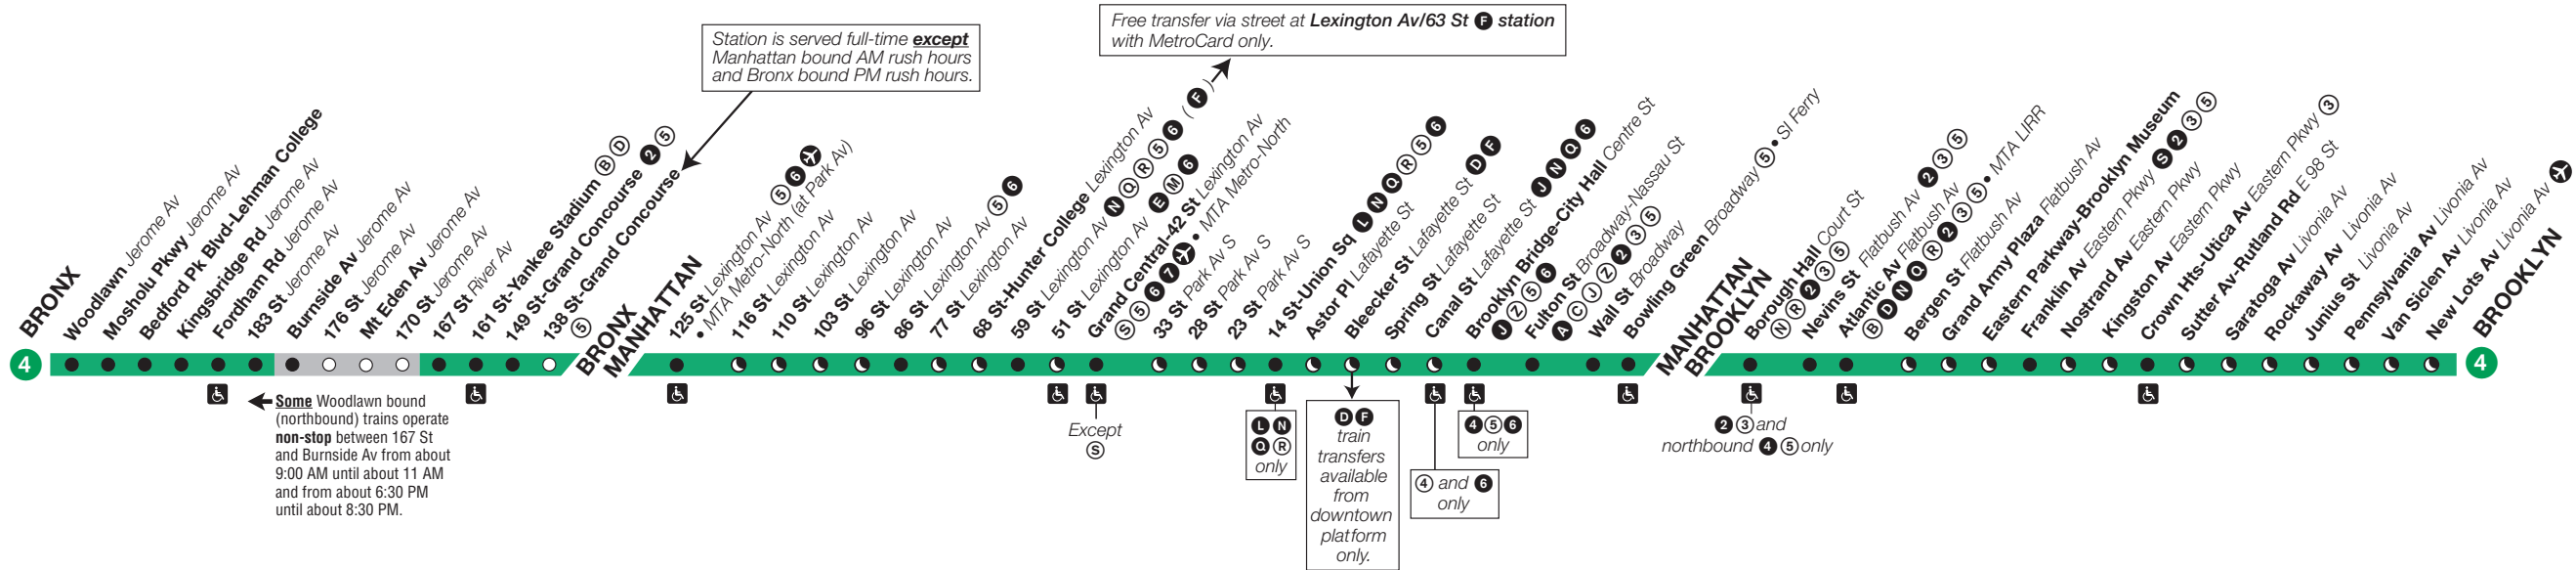 Station is served full-time except
Manhattan bound AM rush hours
and Bronx bound PM rush hours.
Free transfer via street at Lexington Av/63 St F station
with MetroCard only.
4
BRONX
Woodlawn Jerome Av
Mosholu Pkwy Jerome Av
Bedford Pk Blvd-Lehman College
Kingsbridge Rd Jerome Av
Fordham Rd Jerome Av
183 St Jerome Av
Burnside Av Jerome Av
176 St Jerome Av
Mt Eden Av Jerome Av
170 St Jerome Av
167 St River Av
161 St-Yankee Stadium B D
149 St-Grand Concourse 2 5
138 St-Grand Concourse
5
BRONX
MANHATTAN
125 St Lexington Av 5 6
• MTA Metro-North (at Park Av)
116 St Lexington Av
110 St Lexington Av
103 St Lexington Av
96 St Lexington Av
86 St Lexington Av 5 6
77 St Lexington Av
68 St-Hunter College Lexington Av
59 St Lexington Av N Q R 5 6 (F)
51 St Lexington Av E M 6
Grand Central-42 St Lexington Av
S 5 6 7 • MTA Metro-North
33 St Park Av S
28 St Park Av S
23 St Park Av S
14 St-Union Sq L N Q R 5 6
Astor Pl Lafayette St
Bleecker St Lafayette St D F
Spring St Lafayette St
Canal St Lafayette St J N Q 6
Brooklyn Bridge-City Hall Centre St
J Z 5 6
Fulton St Broadway-Nassau St
A C J Z 2 3 5
Wall St Broadway
Bowling Green Broadway 5 • SI Ferry
MANHATTAN
BROOKLYN
Borough Hall Court St
N R 2 3 5
Nevins St Flatbush Av 2 3 5
Atlantic Av Flatbush Av
B D N Q R 2 3 5 • MTA LIRR
Bergen St Flatbush Av
Grand Army Plaza Flatbush Av
Eastern Parkway-Brooklyn Museum
Franklin Av Eastern Pkwy S 2 3 5
Nostrand Av Eastern Pkwy
Kingston Av Eastern Pkwy
Crown Hts-Utica Av Eastern Pkwy 3
Sutter Av-Rutland Rd E 98 St
Saratoga Av Livonia Av
Rockaway Av Livonia Av
Junius St Livonia Av
Pennsylvania Av Livonia Av
Van Siclen Av Livonia Av
New Lots Av Livonia Av
BROOKLYN
4
Some Woodlawn bound
(northbound) trains operate
non-stop between 167 St
and Burnside Av from about
9:00 AM until about 11 AM
and from about 6:30 PM
until about 8:30 PM.
Except
S
L N
Q R
only
D F
train
transfers
available
from
downtown
platform
only.
4 and 6
only
4 5 6
only
2 3 and
northbound 4 5 only